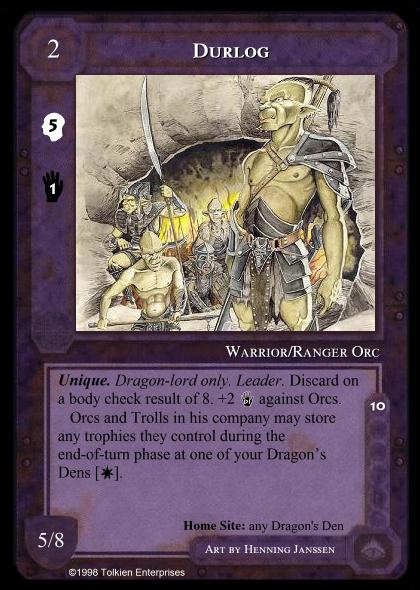 2
DURLOG
5
1
WARRIOR/RANGER ORC
Unique. Dragon-lord only. Leader. Discard on
a body check result of 8. +2 against Orcs.
Orcs and Trolls in his company may store
any trophies they control during the
end-of-turn phase at one of your Dragon's
Dens [✷].
10
Home Site: any Dragon's Den
5/8
ART BY HENNING JANSSEN
©1998 Tolkien Enterprises